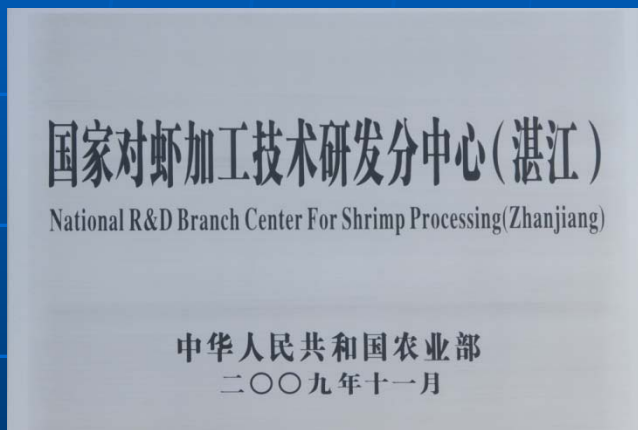 国家对虾加工技术研发分中心(湛江)
National R&D Branch Center For Shrimp Processing(Zhanjiang)
中华人民共和国农业部
二〇〇九年十一月